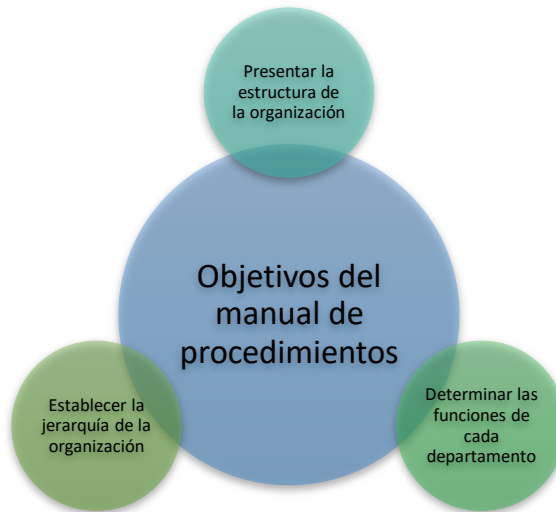 Presentar la
estructura de
la organización
Objetivos del
manual de
procedimientos
Establecer la
jerarquía de la
organización
Determinar las
funciones de
cada
departamento